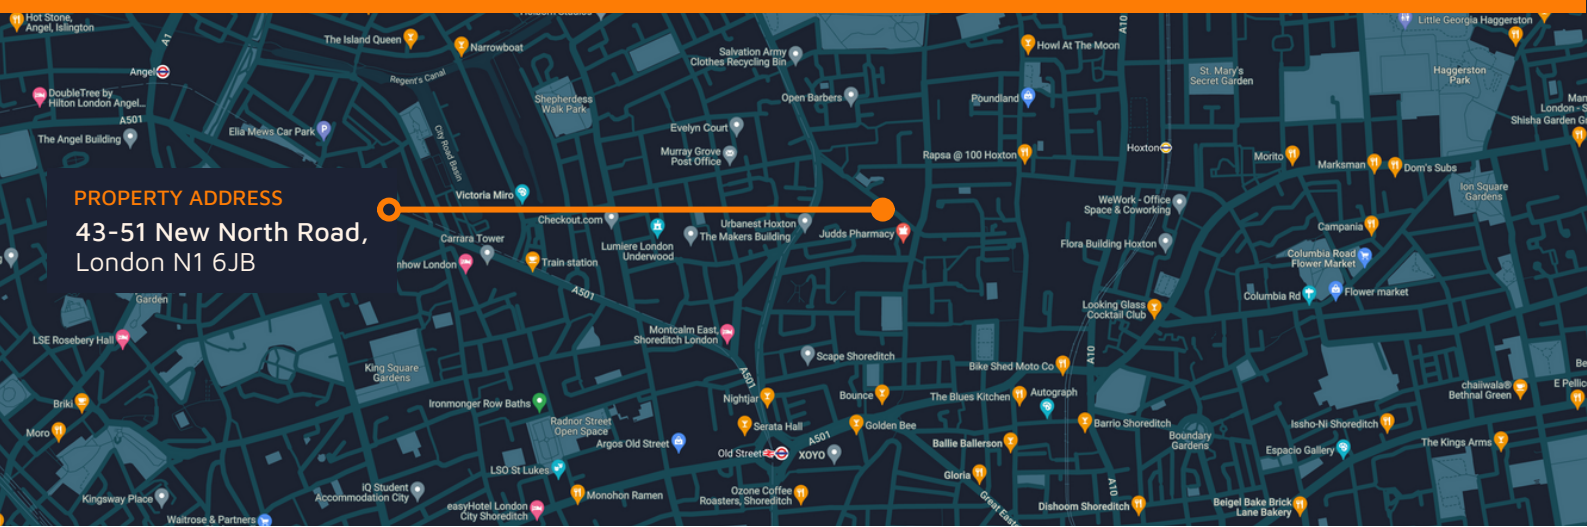 Hot Stone,
Angel, Islington
A1
The Island Queen
Narrowboat
Salvation Army
Clothes Recycling Bin
Howl At The Moon
A10
Little Georgia Haggerston
Angel
Regent's Canal
St. Mary's
Secret Garden
Haggerston
Park
DoubleTree by
Hilton London Angel...
A501
Shepherdess
Walk Park
Open Barbers
Poundland
Shisha Garden
The Angel Building
Elia Mews Car Park
City Road Basin
Evelyn Court
Murray Grove
Post Office
Rapsa @ 100 Hoxton
Hoxton
Morito
Marksman
Dom's Subs
PROPERTY ADDRESS
43-51 New North Road,
London N1 6JB
Victoria Miro
Ion Square
Gardens
WeWork - Office
Space & Coworking
Checkout.com
Urbanest Hoxton
The Makers Building
Judds Pharmacy
Campania
Carrara Tower
Lumiere London
Underwood
Flora Building Hoxton
nhow London
Train station
Columbia Road
Flower Market
A501
Columbia Rd
Flower market
Garden
Looking Glass
Cocktail Club
LSE Rosebery Hall
Montcalm East,
Shoreditch London
King Square
Gardens
Scape Shoreditch
A10
Bike Shed Moto Co
A501
Briki
Ironmonger Row Baths
Nightjar
Bounce
The Blues Kitchen
Autograph
chaiiwala®
Bethnal Green
E Pellicc
Moro
Radnor Street
Open Space
Argos Old Street
Serata Hall
Golden Bee
A501
Barrio Shoreditch
Issho-Ni Shoreditch
Ballie Ballerson
Boundary
Gardens
The Kings Arms
Old Street
XOYO
Espacio Gallery
LSO St Lukes
Gloria
Kingsway Place
iQ Student
Accommodation City
Monohon Ramen
Ozone Coffee
Roasters, Shoreditch
A10
easyHotel London
City Shoreditch
Great East
Dishoom Shoreditch
Beigel Bake Brick
Lane Bakery
Waitrose & Partners